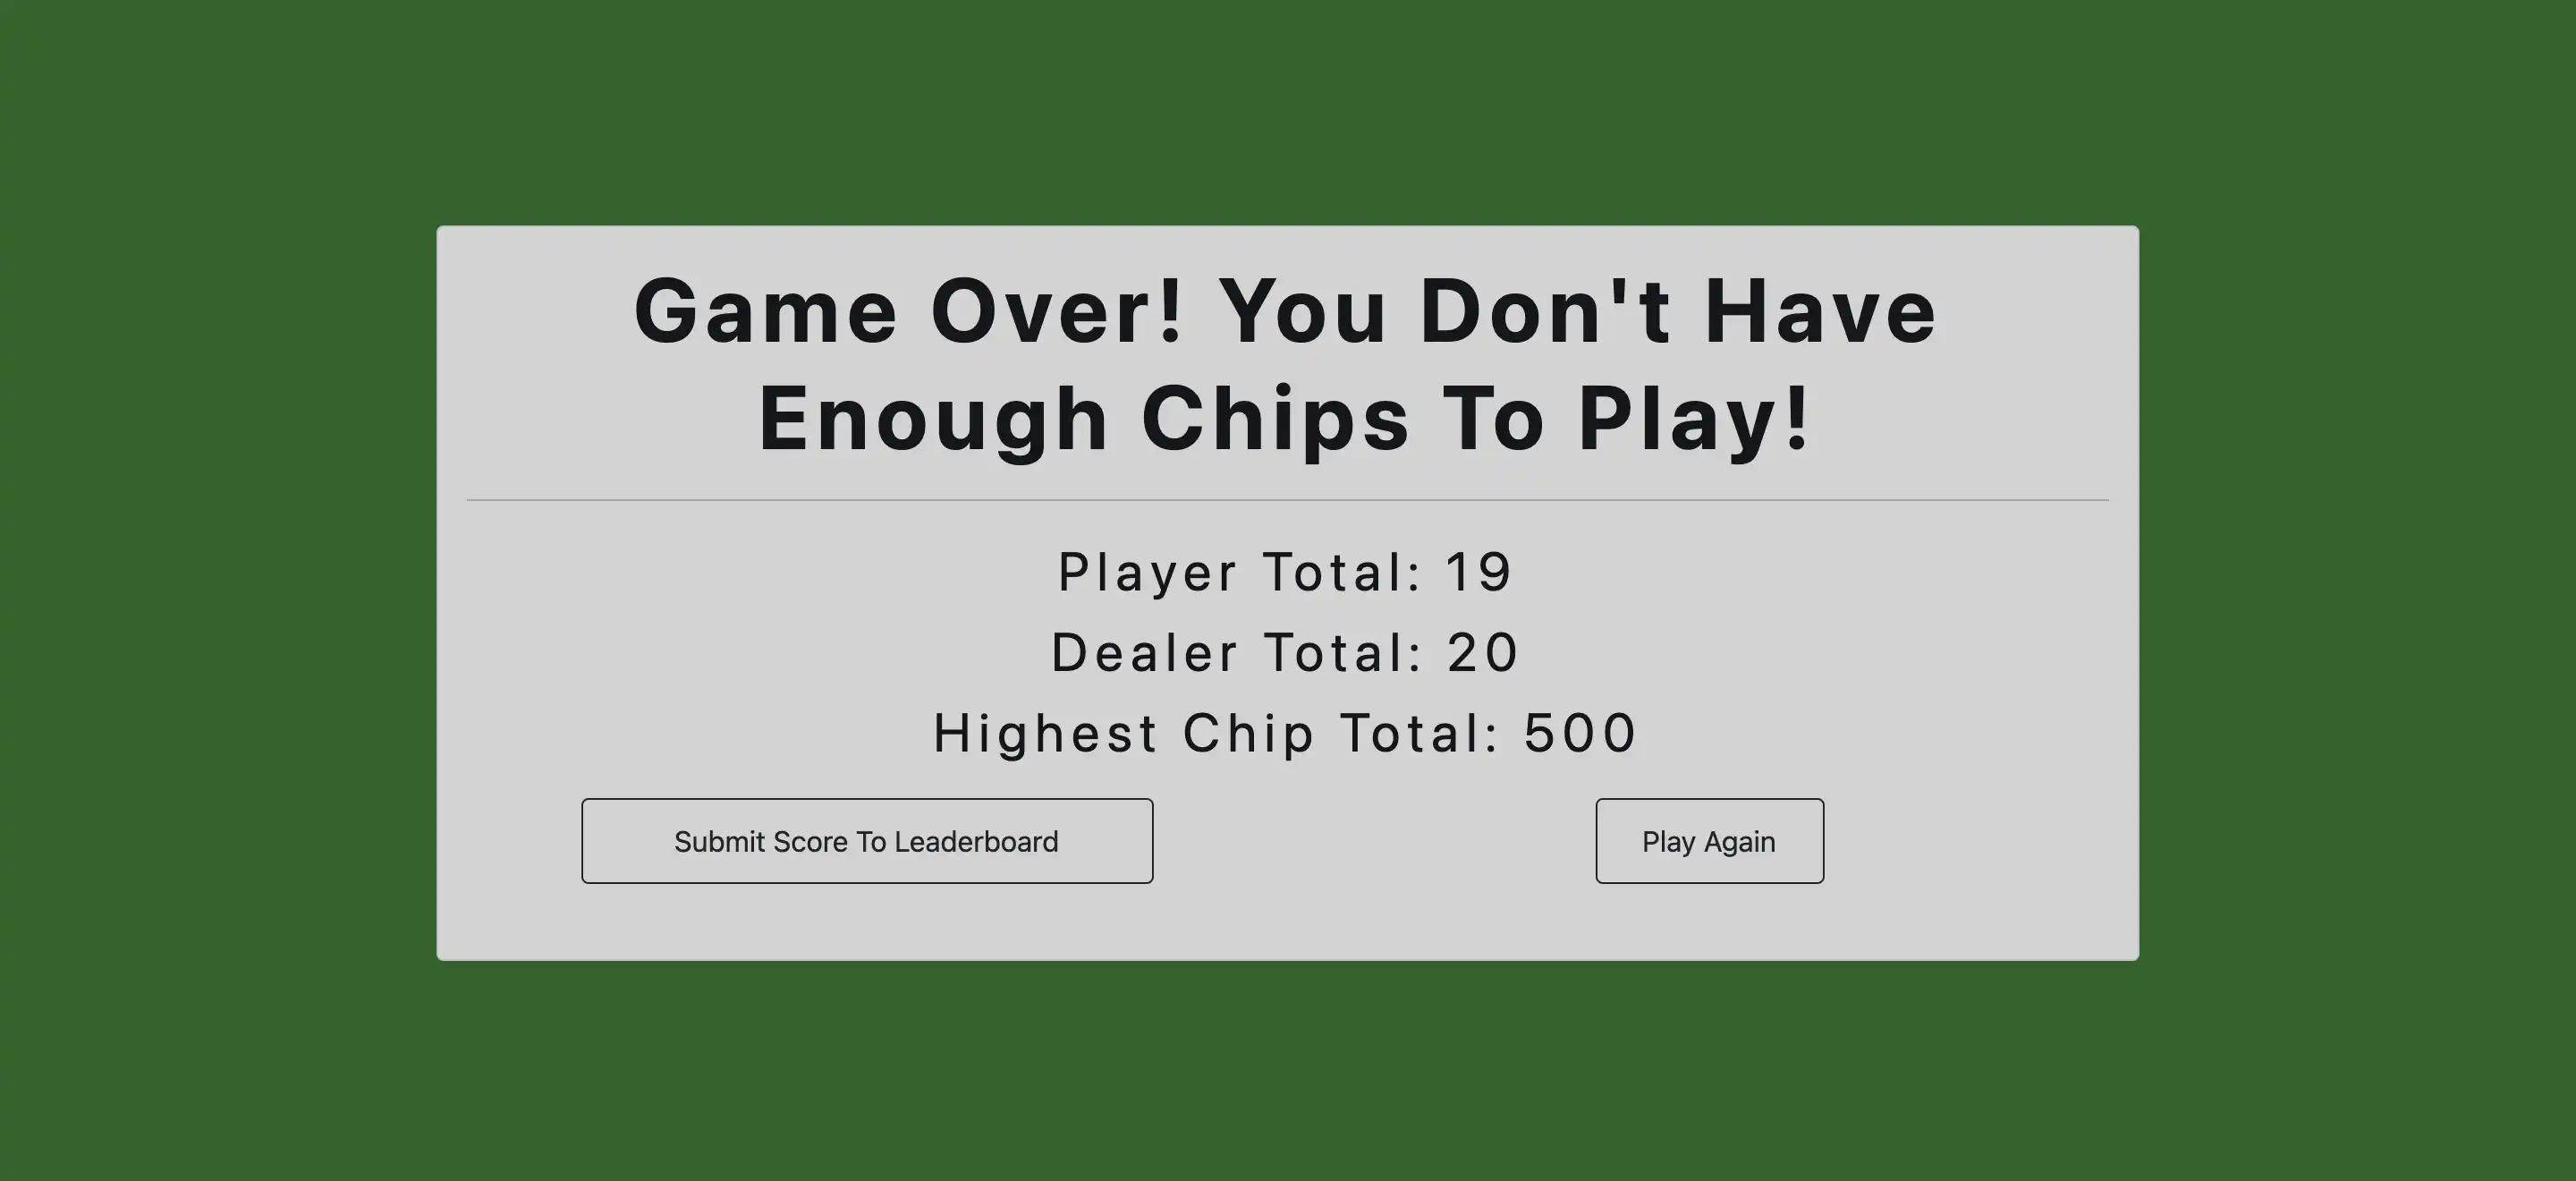 Game Over! You Don't Have
Enough Chips To Play!
Player Total: 19
Dealer Total: 20
Highest Chip Total: 500
Submit Score To Leaderboard
Play Again